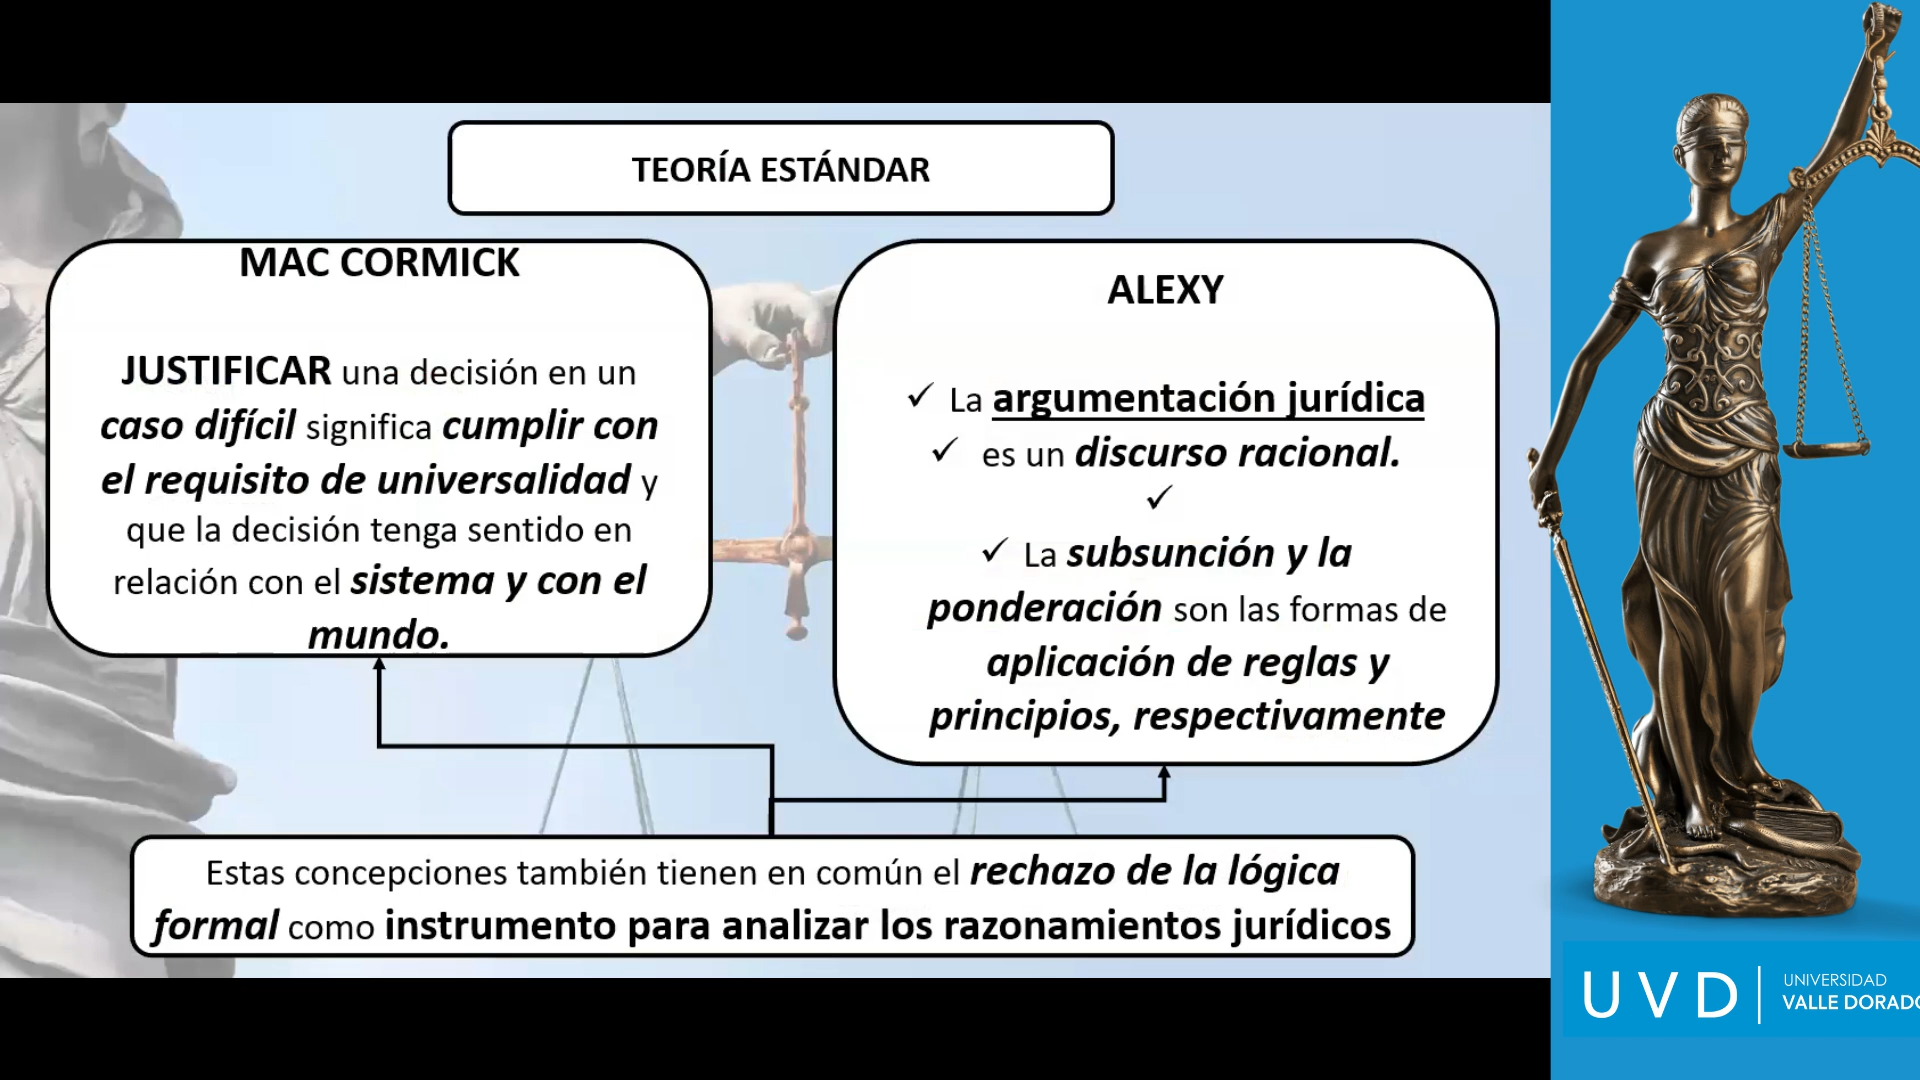 TEORÍA ESTÁNDAR
MAC CORMICK
JUSTIFICAR una decisión en un
caso difícil significa cumplir con
el requisito de universalidad y
que la decisión tenga sentido en
relación con el sistema y con el
mundo.
ALEXY
✓ La argumentación jurídica
✓ es un discurso racional.
✓
✓ La subsunción y la
ponderación son las formas de
aplicación de reglas y
principios, respectivamente
Estas concepciones también tienen en común el rechazo de la lógica
formal como instrumento para analizar los razonamientos jurídicos
UVD
UNIVERSIDAD
VALLE DORADO